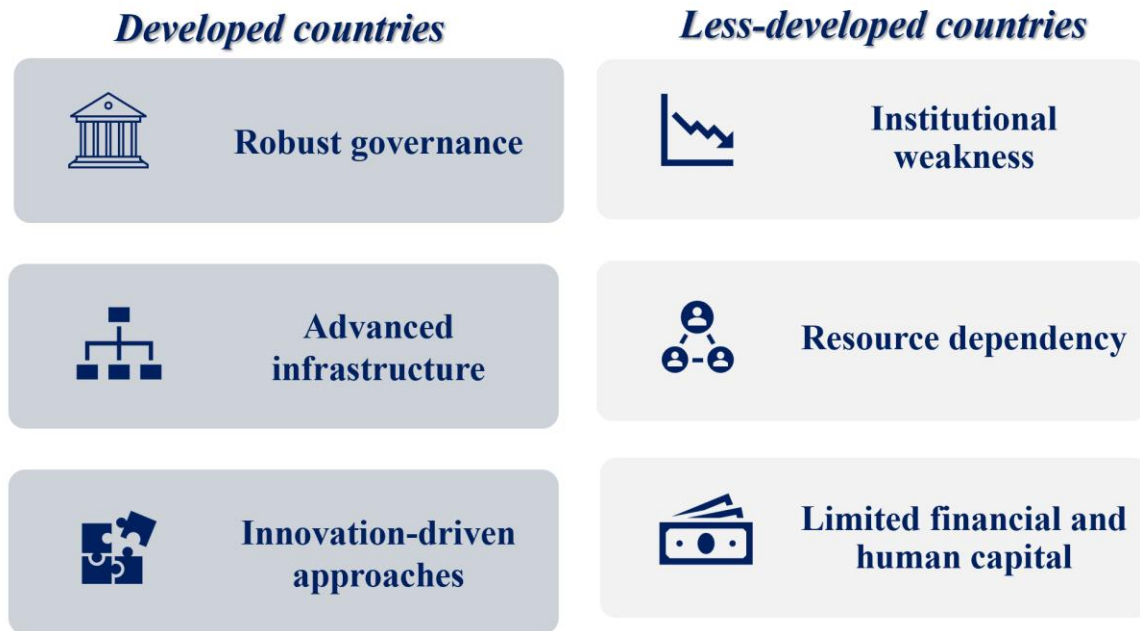 Developed countries
Less-developed countries
Robust governance
Institutional
weakness
Advanced
infrastructure
Resource dependency
Innovation-driven
approaches
Limited financial and
human capital